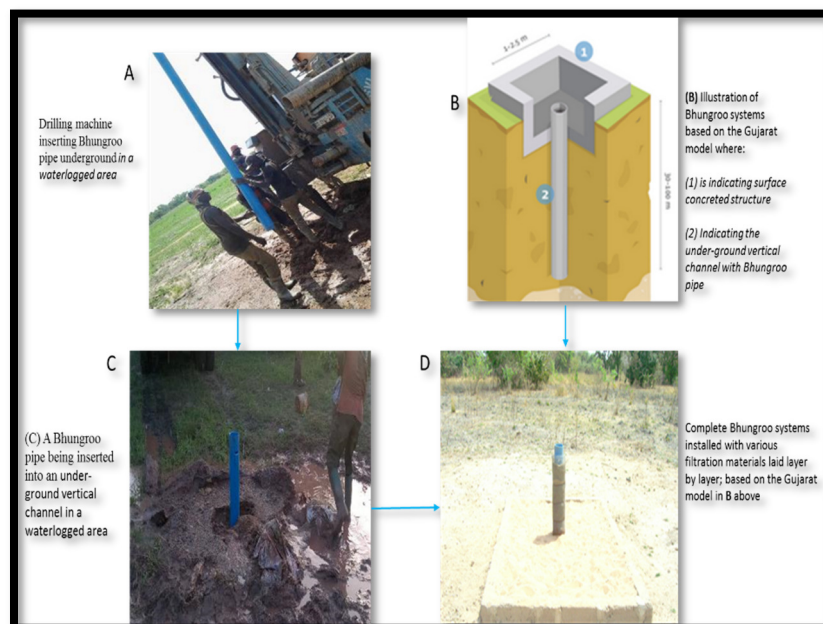 A
Drilling machine
inserting Bhungroo
pipe underground in a
waterlogged area
1-2.5 m
1
B
2
30-100 m
(B) Illustration of
Bhungroo systems
based on the Gujarat
model where:
(1) is indicating surface
concreted structure
(2) Indicating the
under-ground vertical
channel with Bhungroo
pipe
C
(C) A Bhungroo
pipe being inserted
into an under-
ground vertical
channel in a
waterlogged area
D
Complete Bhungroo systems
installed with various
filtration materials laid layer
by layer; based on the Gujarat
model in B above